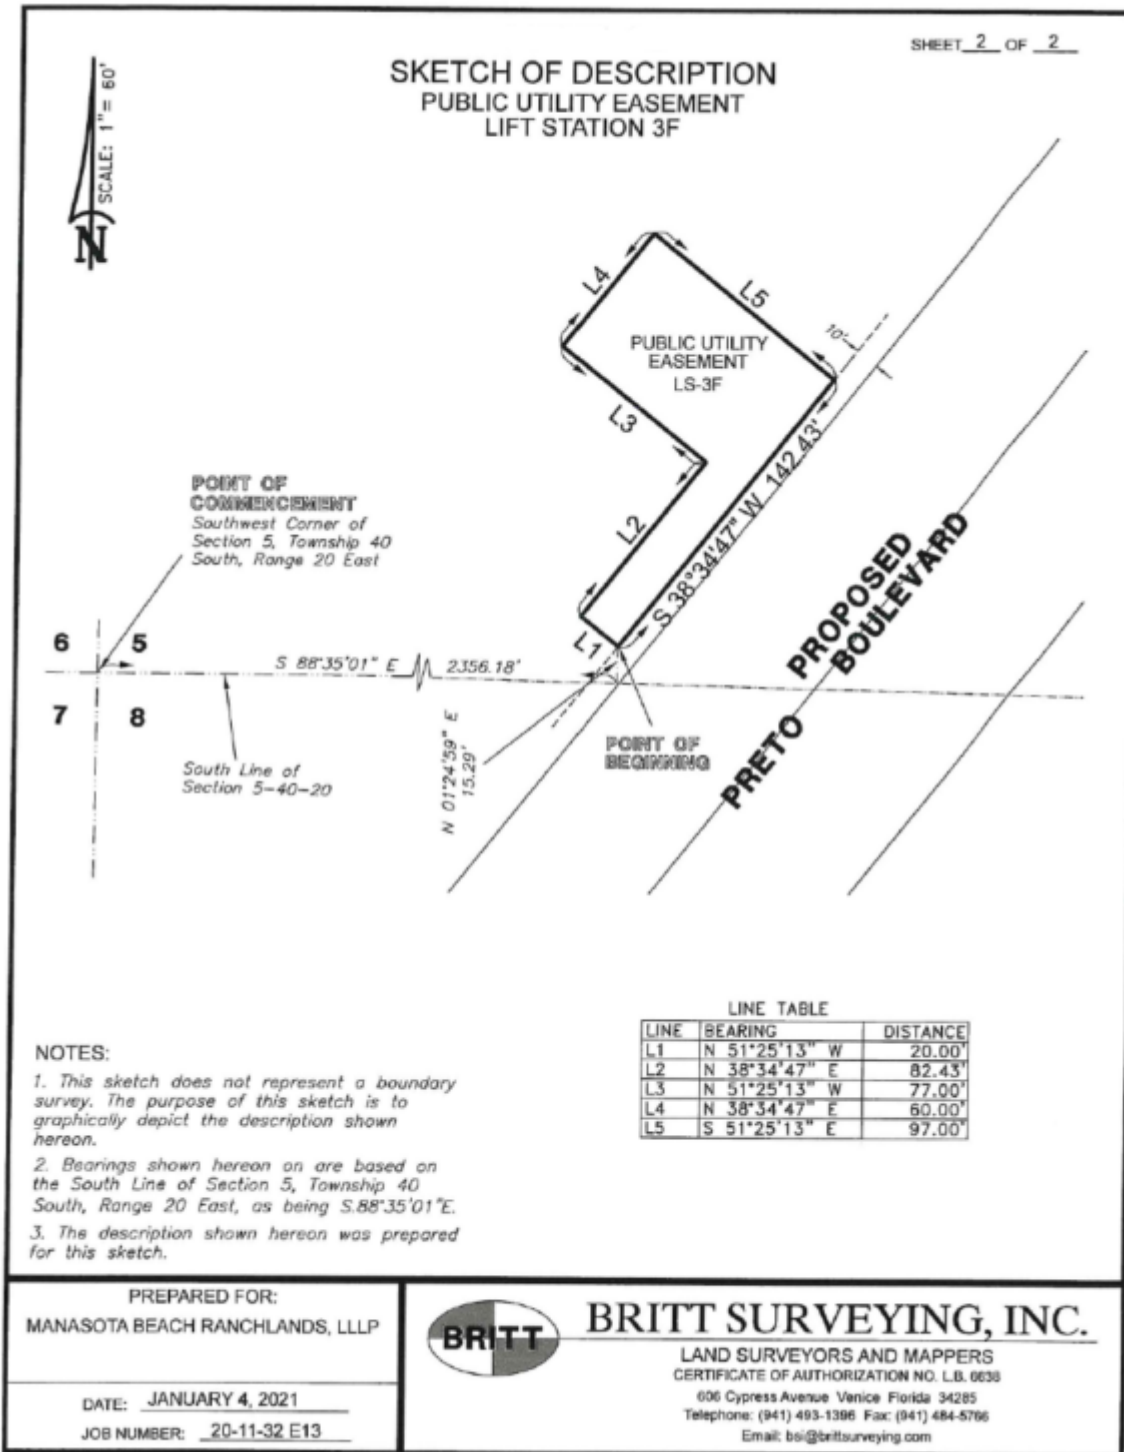 SHEET 2 OF 2
SKETCH OF DESCRIPTION
PUBLIC UTILITY EASEMENT
LIFT STATION 3F
SCALE: 1" = 60'
N
L4
L5
10'
PUBLIC UTILITY
EASEMENT
LS-3F
L3
L2
L1
S 38°34'47" W 142.43'
POINT OF
COMMENCEMENT
Southwest Corner of
Section 5, Township 40
South, Range 20 East
6 5
7 8
S 88°35'01" E 2356.18'
South Line of
Section 5-40-20
N 01°24'59" E
15.29'
POINT OF
BEGINNING
PROPOSED
PRETO BOULEVARD
LINE TABLE
LINE BEARING DISTANCE
L1 N 51°25'13" W 20.00'
L2 N 38°34'47" E 82.43'
L3 N 51°25'13" W 77.00'
L4 N 38°34'47" E 60.00'
L5 S 51°25'13" E 97.00'
NOTES:
1. This sketch does not represent a boundary
survey. The purpose of this sketch is to
graphically depict the description shown
hereon.
2. Bearings shown hereon on are based on
the South Line of Section 5, Township 40
South, Range 20 East, as being S.88°35'01"E.
3. The description shown hereon was prepared
for this sketch.
PREPARED FOR:
MANASOTA BEACH RANCHLANDS, LLLP
DATE: JANUARY 4, 2021
JOB NUMBER: 20-11-32 E13
BRITT
BRITT SURVEYING, INC.
LAND SURVEYORS AND MAPPERS
CERTIFICATE OF AUTHORIZATION NO. L.B. 6638
606 Cypress Avenue Venice Florida 34285
Telephone: (941) 493-1396 Fax: (941) 484-5766
Email: bsi@brittsurveying.com